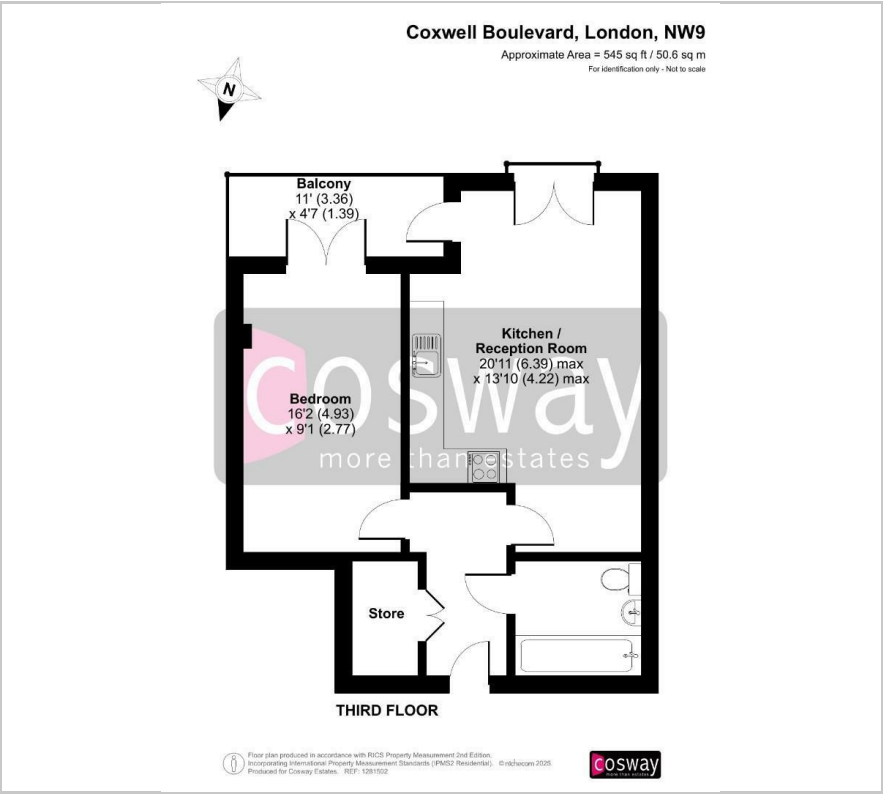 Coxwell Boulevard, London, NW9
Approximate Area = 545 sq ft / 50.6 sq m
For identification only - Not to scale
N
Balcony
11' (3.36)
x 4'7 (1.39)
Kitchen /
Reception Room
20'11 (6.39) max
x 13'10 (4.22) max
Bedroom
16'2 (4.93)
x 9'1 (2.77)
cosway
more than estates
Store
THIRD FLOOR
Floor plan produced in accordance with RICS Property Measurement 2nd Edition,
Incorporating International Property Measurement Standards (IPMS2 Residential). © nichecom 2025.
Produced for Cosway Estates. REF: 1281502
cosway
more than estates